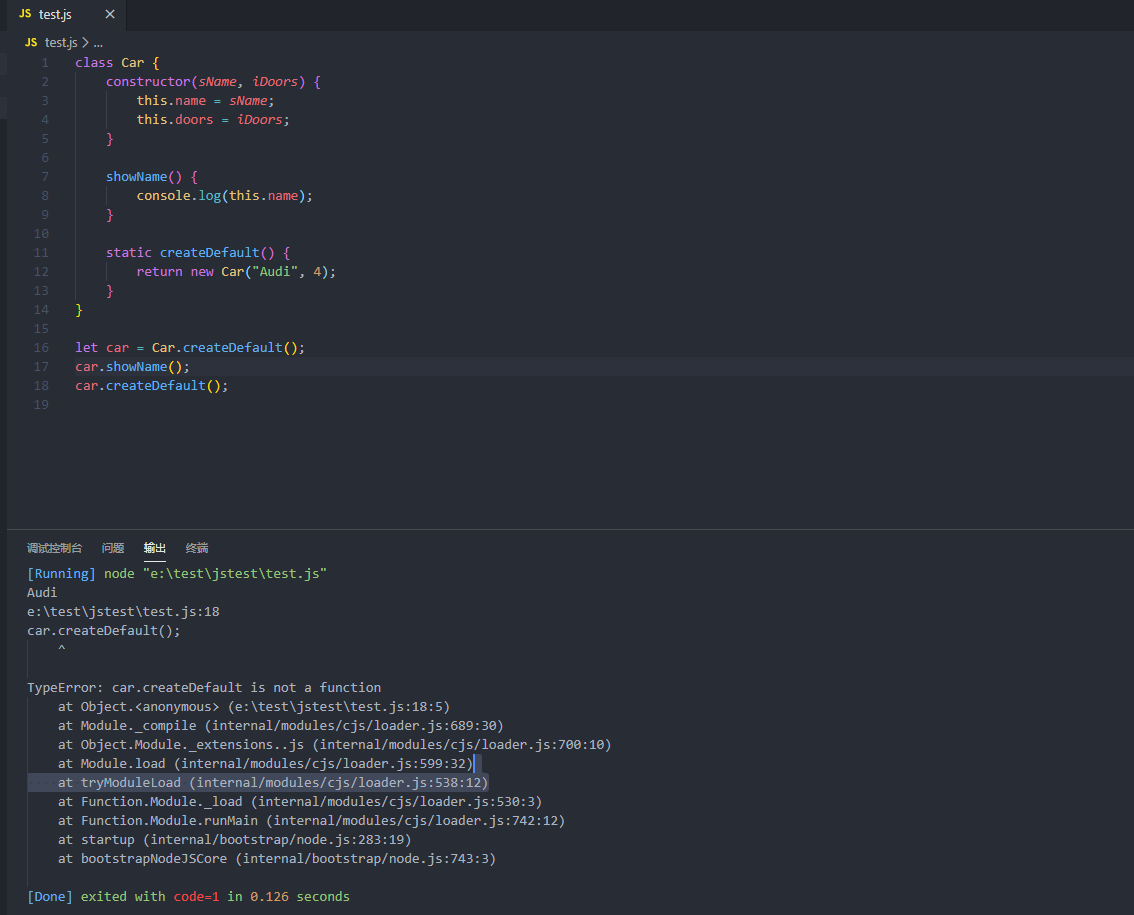 JS test.js ×
JS test.js > ...
1 class Car {
2     constructor(sName, iDoors) {
3         this.name = sName;
4         this.doors = iDoors;
5     }
6
7     showName() {
8         console.log(this.name);
9     }
10
11     static createDefault() {
12         return new Car("Audi", 4);
13     }
14 }
15
16 let car = Car.createDefault();
17 car.showName();
18 car.createDefault();
19
调试控制台 问题 输出 终端
[Running] node "e:\test\jstest\test.js"
Audi
e:\test\jstest\test.js:18
car.createDefault();
    ^
TypeError: car.createDefault is not a function
    at Object.<anonymous> (e:\test\jstest\test.js:18:5)
    at Module._compile (internal/modules/cjs/loader.js:689:30)
    at Object.Module._extensions..js (internal/modules/cjs/loader.js:700:10)
    at Module.load (internal/modules/cjs/loader.js:599:32)
    at tryModuleLoad (internal/modules/cjs/loader.js:538:12)
    at Function.Module._load (internal/modules/cjs/loader.js:530:3)
    at Function.Module.runMain (internal/modules/cjs/loader.js:742:12)
    at startup (internal/bootstrap/node.js:283:19)
    at bootstrapNodeJSCore (internal/bootstrap/node.js:743:3)
[Done] exited with code=1 in 0.126 seconds